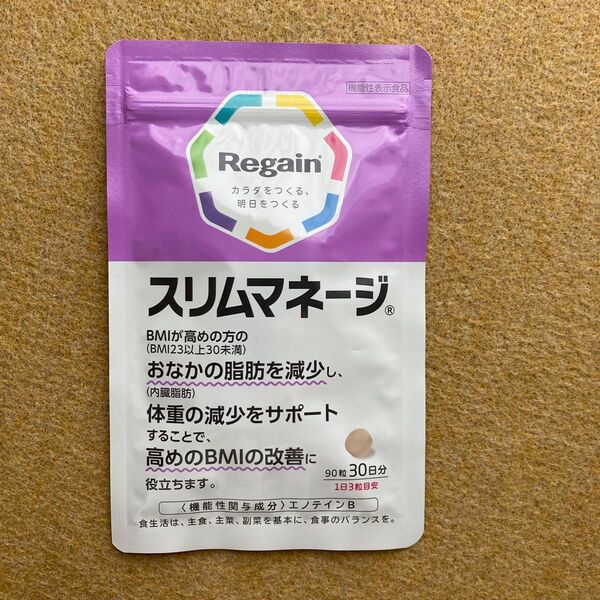 機能性表示食品
Regain®
カラダをつくる、
明日をつくる
スリムマネージ®
BMIが高めの方の
(BMI23以上30未満)
おなかの脂肪を減少し、
(内臓脂肪)
体重の減少をサポート
することで、
高めのBMIの改善に
役立ちます。
90粒30日分
1日3粒目安
〈機能性関与成分〉エノテインB
食生活は、主食、主菜、副菜を基本に、食事のバランスを。